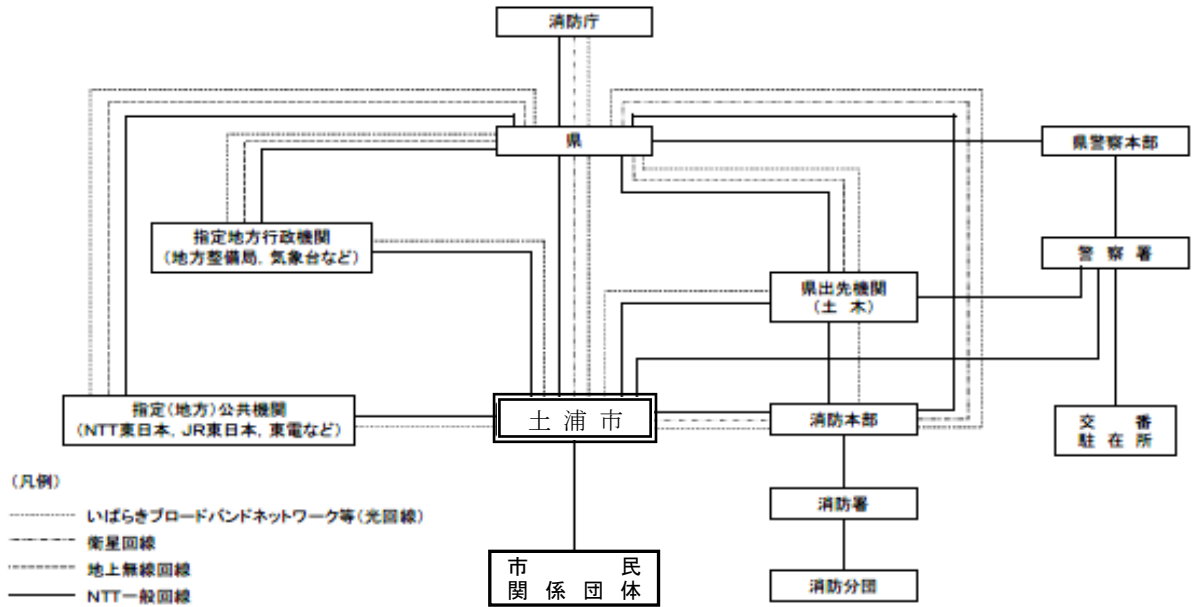 消防庁
県
県警察本部
指定地方行政機関
（地方整備局，気象台など）
警 察 署
県出先機関
（土 木）
指定（地方）公共機関
（NTT東日本，JR東日本，東電など）
土 浦 市
消防本部
交 番
駐 在 所
（凡例）
いばらきブロードバンドネットワーク等（光回線）
衛星回線
地上無線回線
NTT一般回線
消防署
市 民
関 係 団 体
消防分団